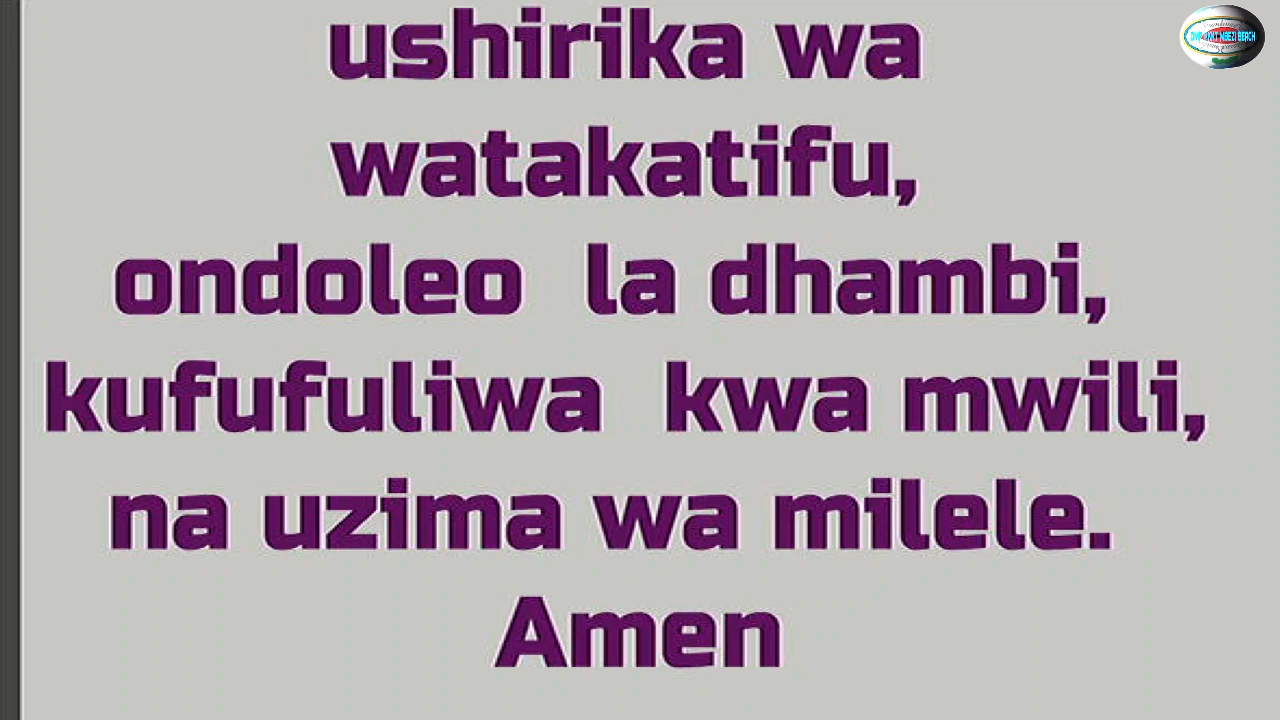 ushirika wa
watakatifu,
ondoleo la dhambi,
kufufuliwa kwa mwili,
na uzima wa milele.
Amen